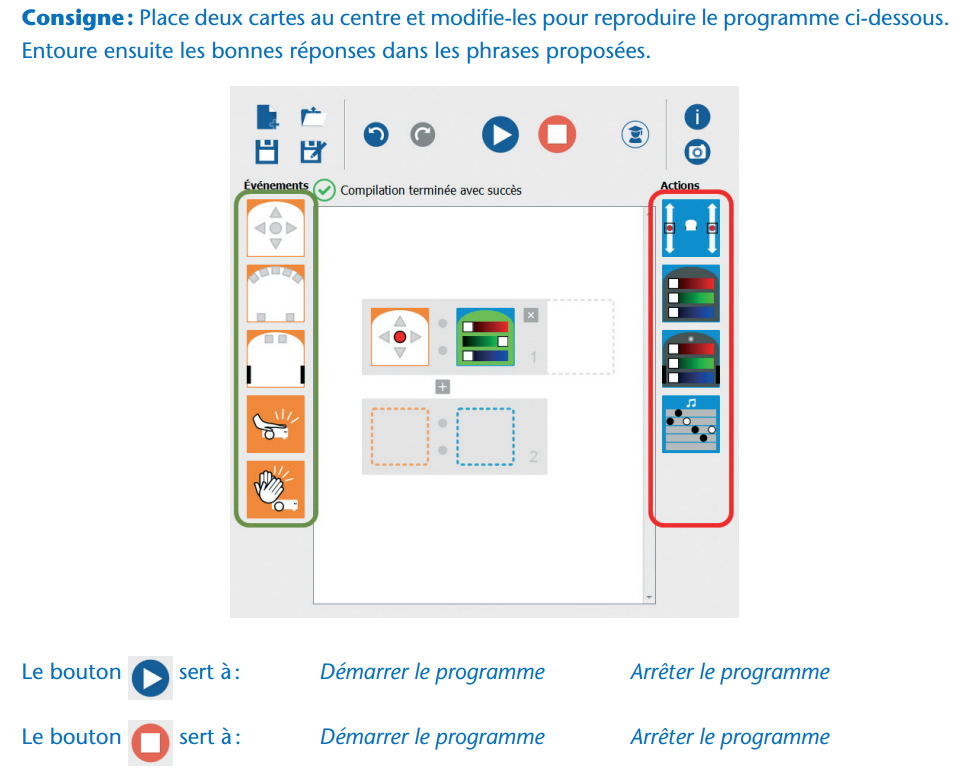 Consigne : Place deux cartes au centre et modifie-les pour reproduire le programme ci-dessous.
Entoure ensuite les bonnes réponses dans les phrases proposées.
Événements
Compilation terminée avec succès
Actions
1
2
Le bouton sert à : Démarrer le programme Arrêter le programme
Le bouton sert à : Démarrer le programme Arrêter le programme